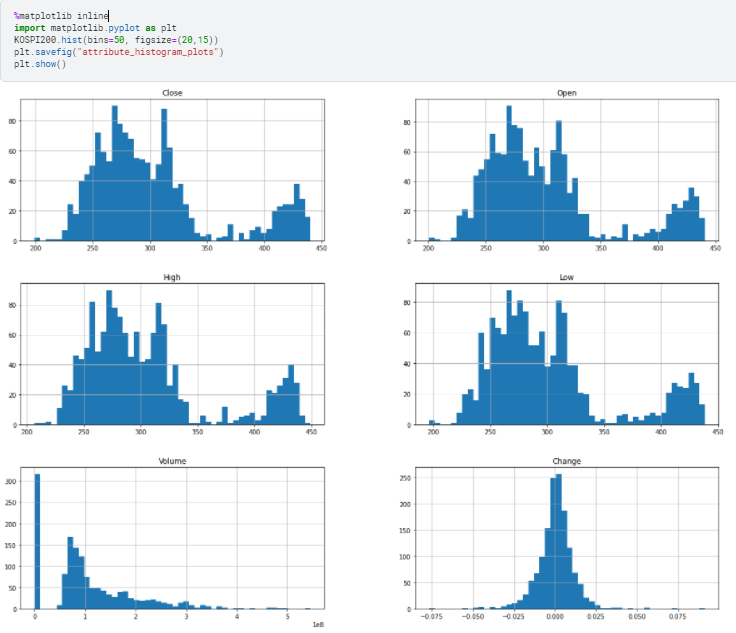 %matplotlib inline
import matplotlib.pyplot as plt
KOSPI200.hist(bins=50, figsize=(20,15))
plt.savefig("attribute_histogram_plots")
plt.show()
Close
80
60
40
20
0
200 250 300 350 400 450
Open
80
60
40
20
0
200 250 300 350 400 450
High
80
60
40
20
0
200 250 300 350 400 450
Low
80
60
40
20
0
200 250 300 350 400 450
Volume
300
250
200
150
100
50
0
0 1 2 3 4 5
1e8
Change
250
200
150
100
50
0
−0.075 −0.050 −0.025 0.000 0.025 0.050 0.075